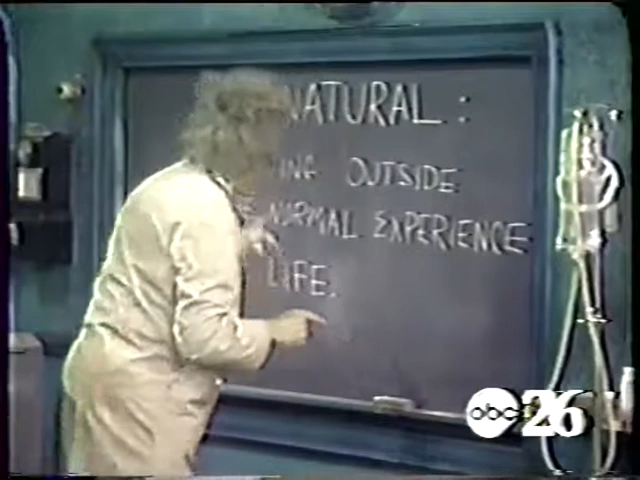 NATURAL :
ING OUTSIDE
NORMAL EXPERIENCE
LIFE.
abc 26